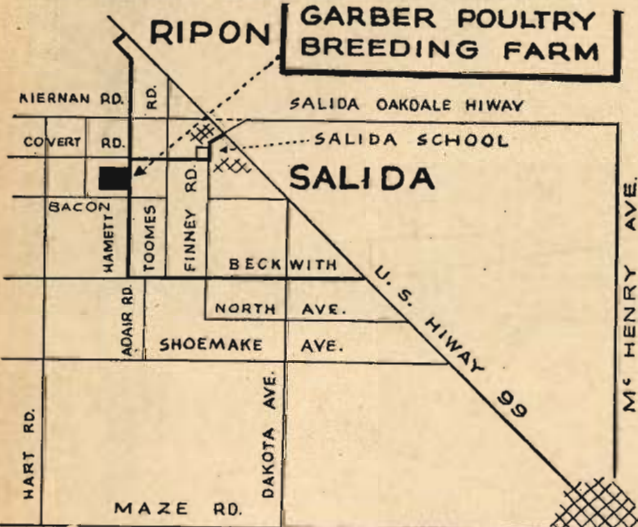 RIPON
GARBER POULTRY
BREEDING FARM
KIERNAN RD.
RD.
SALIDA OAKDALE HIWAY
COVERT RD.
SALIDA SCHOOL
SALIDA
BACON
HAMETT
TOOMES
FINNEY RD.
BECKWITH
U. S. HIWAY 99
MC HENRY AVE.
ADAIR RD.
NORTH AVE.
SHOEMAKE AVE.
HART RD.
DAKOTA AVE.
MAZE RD.